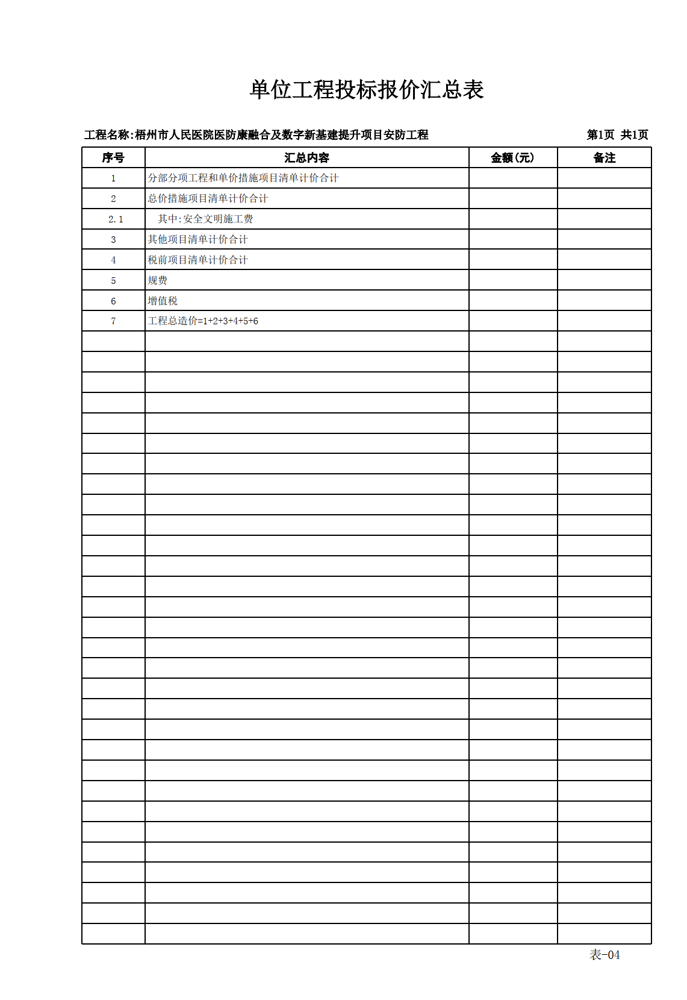 单位工程投标报价汇总表
工程名称:梧州市人民医院医防康融合及数字新基建提升项目安防工程 第1页 共1页
序号 汇总内容 金额(元) 备注
1 分部分项工程和单价措施项目清单计价合计
2 总价措施项目清单计价合计
2.1 其中:安全文明施工费
3 其他项目清单计价合计
4 税前项目清单计价合计
5 规费
6 增值税
7 工程总造价=1+2+3+4+5+6
表-04